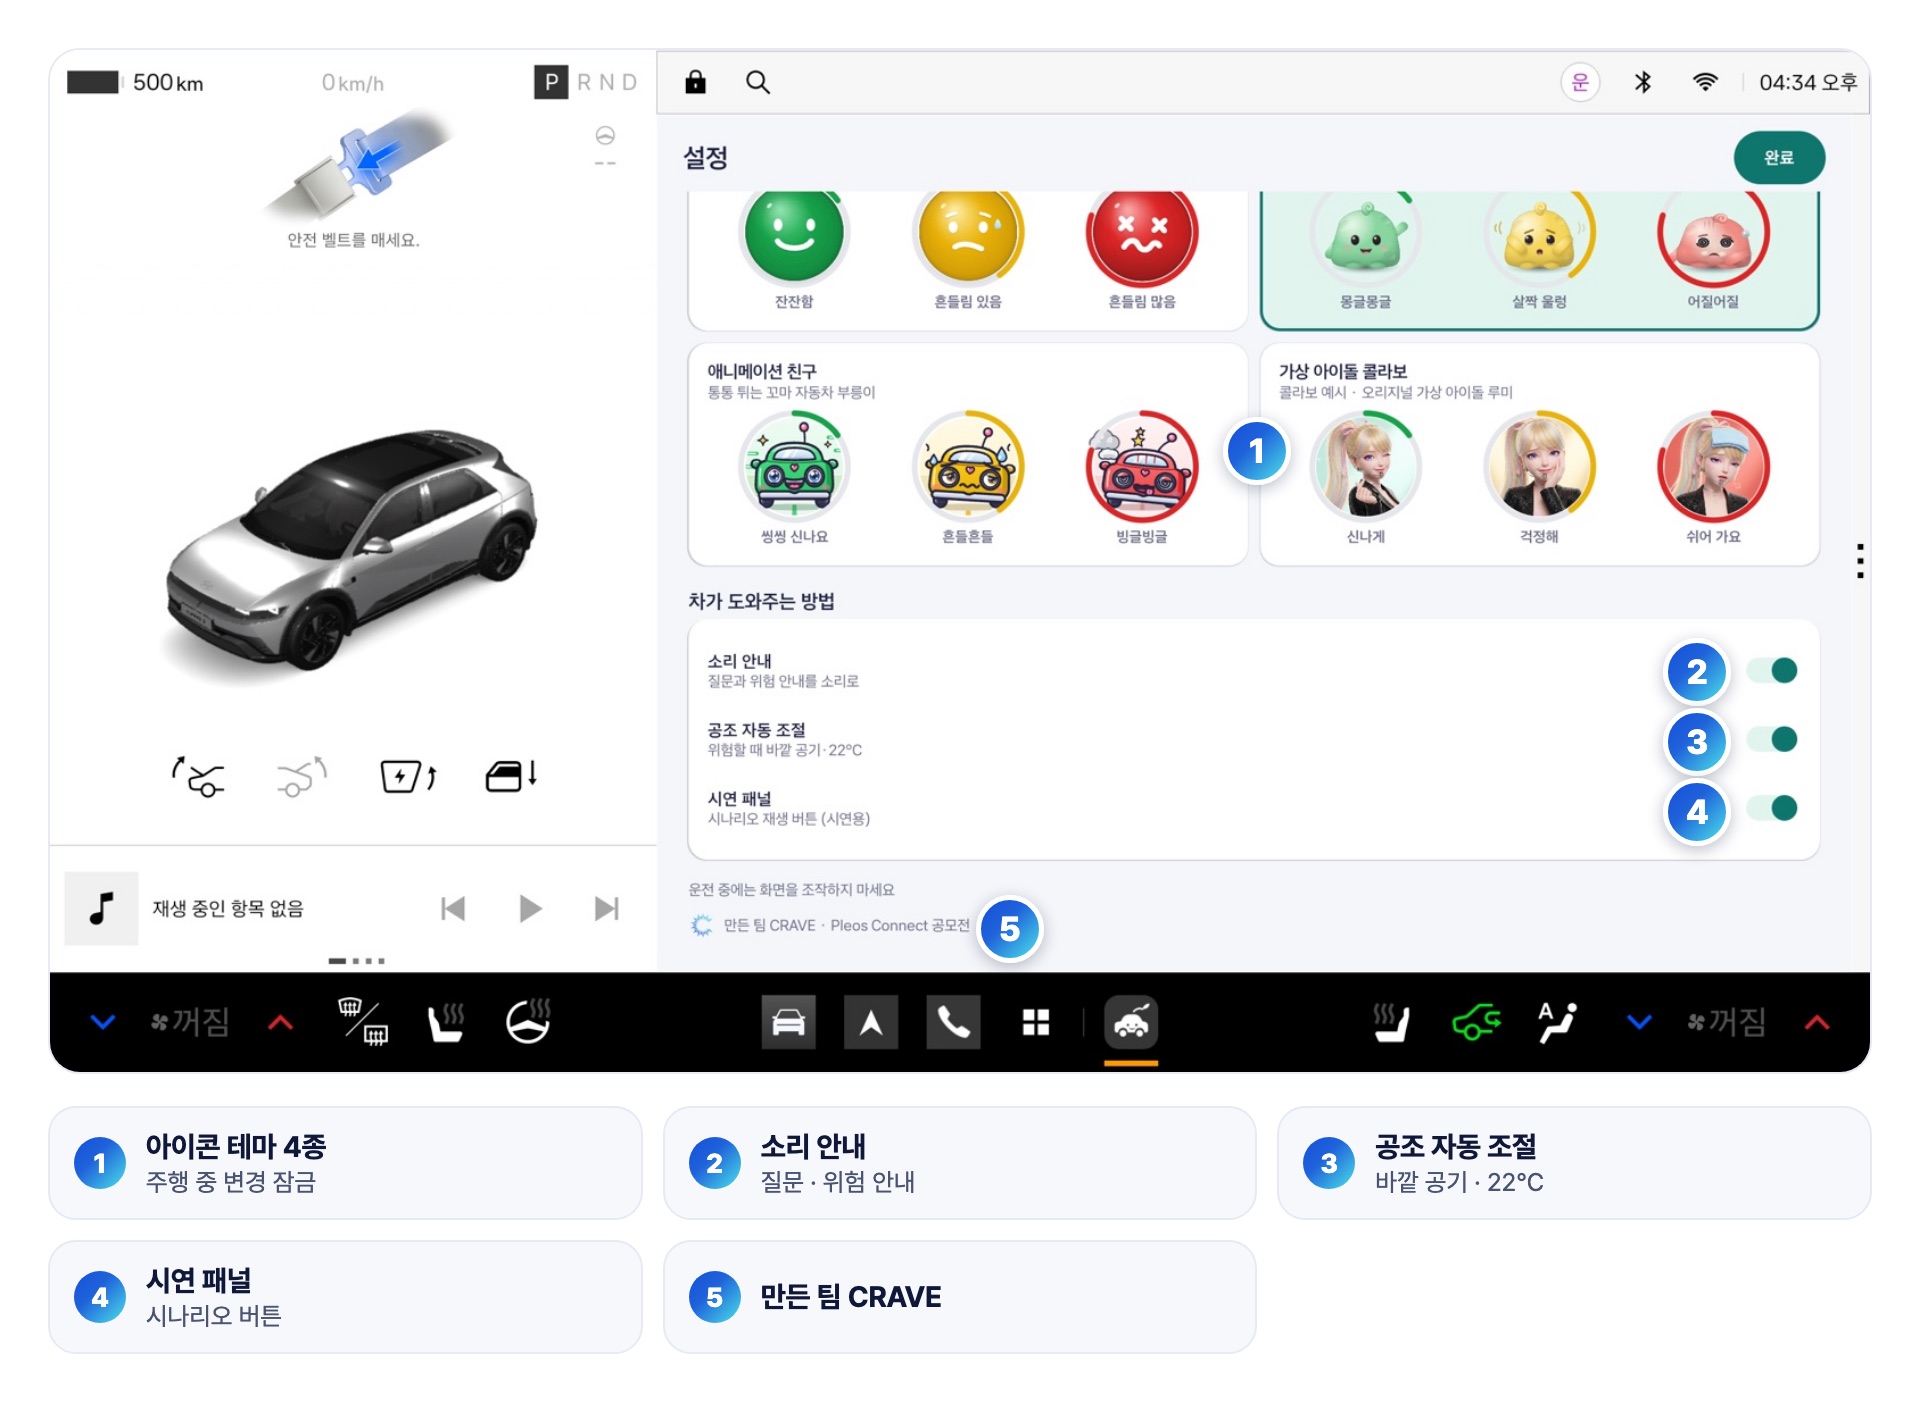 500 km
0 km/h
P R N D
04:34 오후
운
--
안전 벨트를 매세요.
설정
완료
잔잔함
흔들림 있음
흔들림 많음
몽글몽글
살짝 울렁
어질어질
애니메이션 친구
통통 튀는 꼬마 자동차 부릉이
씽씽 신나요
흔들흔들
빙글빙글
가상 아이돌 콜라보
콜라보 예시 · 오리지널 가상 아이돌 루미
1
신나게
걱정해
쉬어 가요
차가 도와주는 방법
소리 안내
질문과 위험 안내를 소리로
2
공조 자동 조절
위험할 때 바깥 공기·22°C
3
시연 패널
시나리오 재생 버튼 (시연용)
4
운전 중에는 화면을 조작하지 마세요
만든 팀 CRAVE · Pleos Connect 공모전
5
재생 중인 항목 없음
꺼짐
A
꺼짐
1
아이콘 테마 4종
주행 중 변경 잠금
2
소리 안내
질문 · 위험 안내
3
공조 자동 조절
바깥 공기 · 22°C
4
시연 패널
시나리오 버튼
5
만든 팀 CRAVE